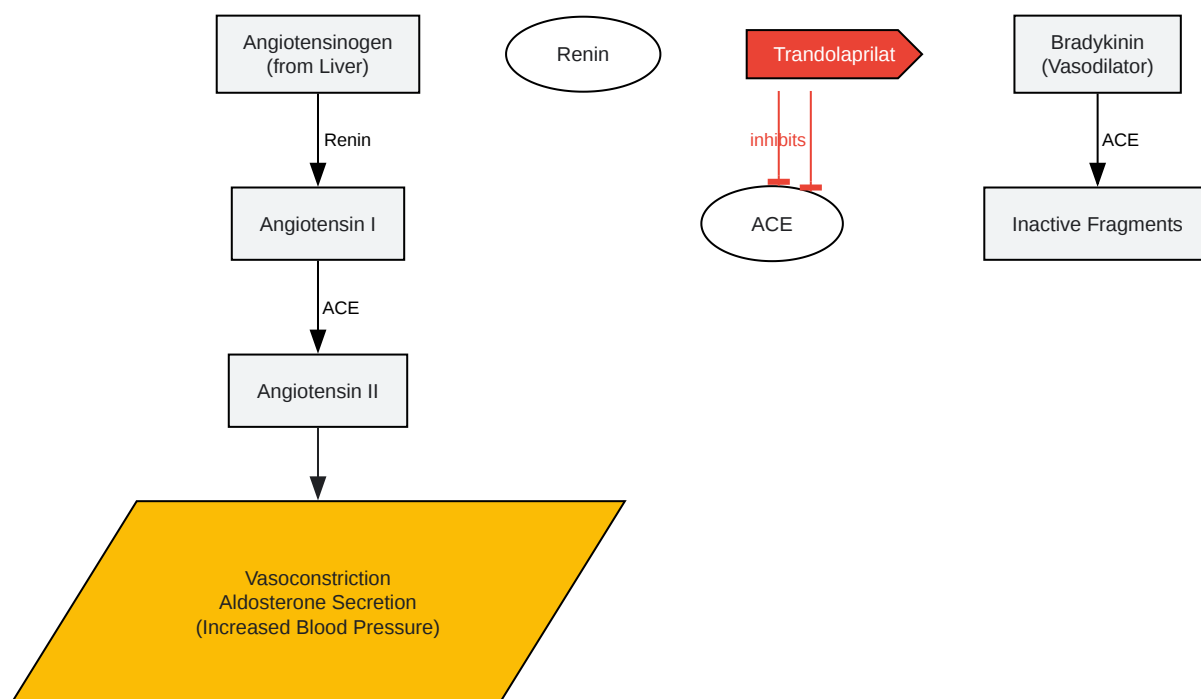 Angiotensinogen
(from Liver)
Renin
Trandolaprilat
Bradykinin
(Vasodilator)
Renin
inhibits
ACE
Angiotensin I
ACE
Inactive Fragments
ACE
Angiotensin II
Vasoconstriction
Aldosterone Secretion
(Increased Blood Pressure)